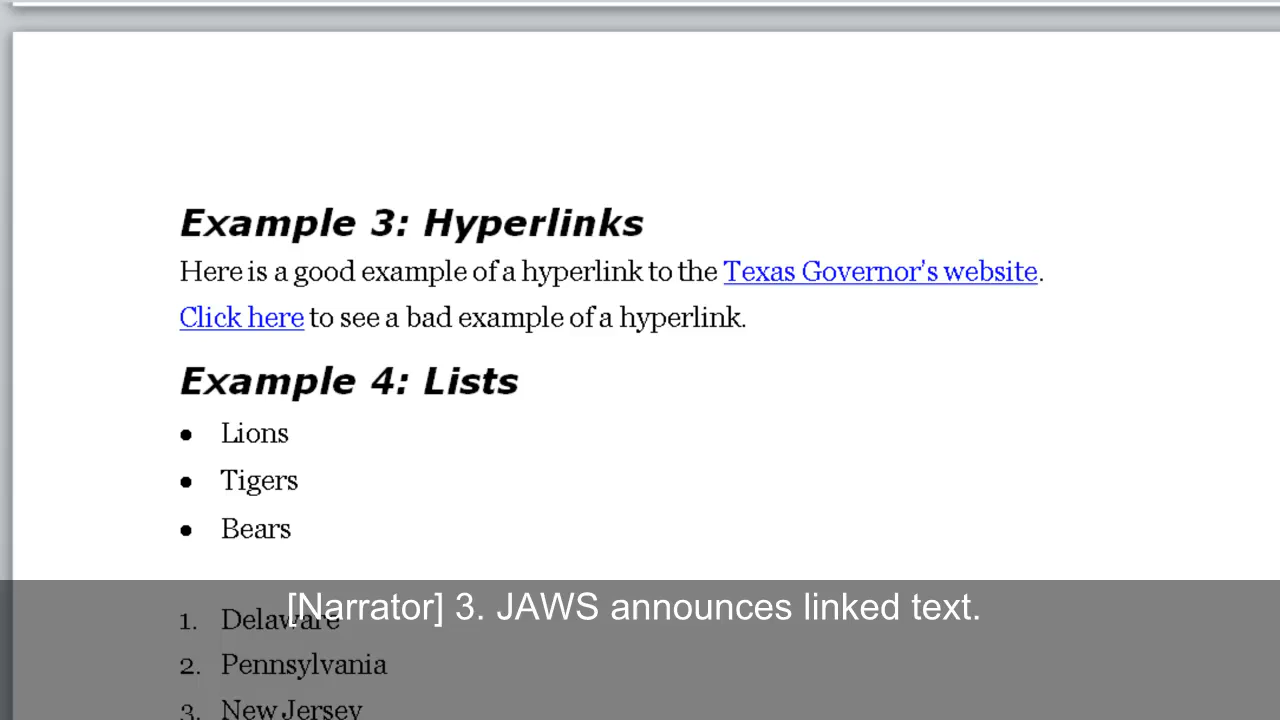 Example 3: Hyperlinks
Here is a good example of a hyperlink to the Texas Governor's website.
Click here to see a bad example of a hyperlink.
Example 4: Lists
• Lions
• Tigers
• Bears
[Narrator] 3. JAWS announces linked text.
1. Delaware
2. Pennsylvania
3. New Jersey